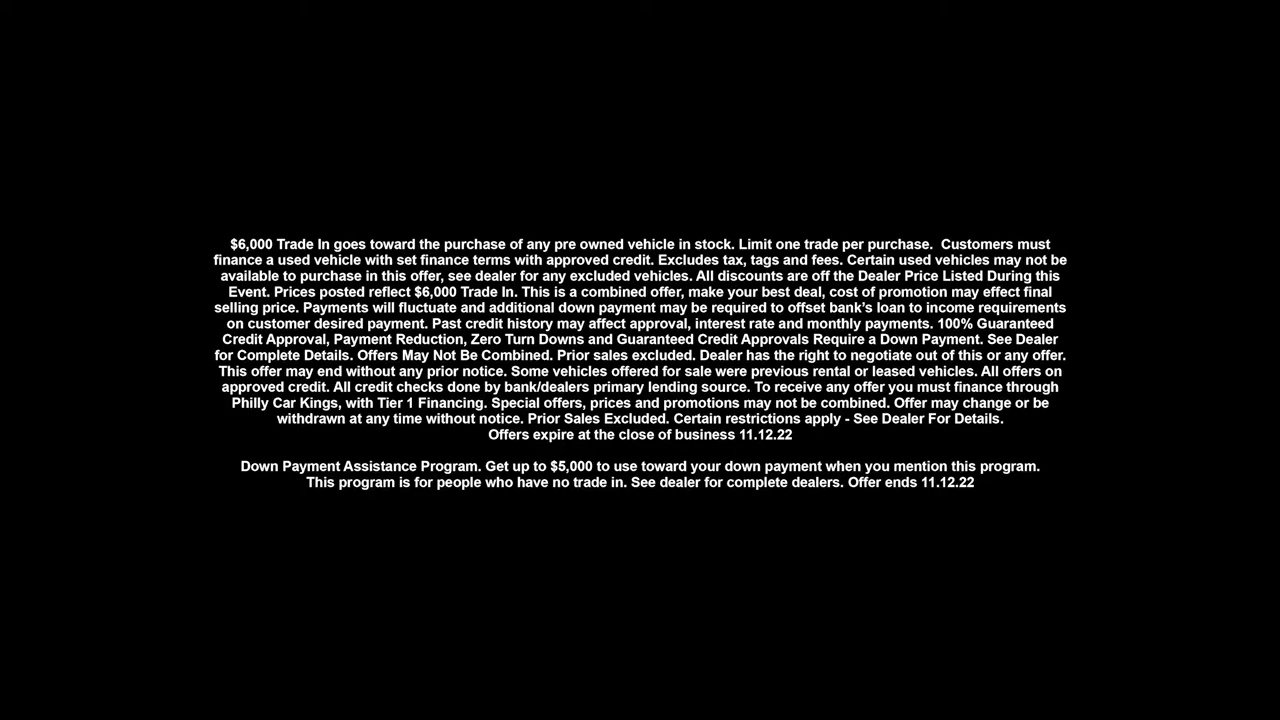 $6,000 Trade In goes toward the purchase of any pre owned vehicle in stock. Limit one trade per purchase.  Customers must
finance a used vehicle with set finance terms with approved credit. Excludes tax, tags and fees. Certain used vehicles may not be
available to purchase in this offer, see dealer for any excluded vehicles. All discounts are off the Dealer Price Listed During this
Event. Prices posted reflect $6,000 Trade In. This is a combined offer, make your best deal, cost of promotion may effect final
selling price. Payments will fluctuate and additional down payment may be required to offset bank’s loan to income requirements
on customer desired payment. Past credit history may affect approval, interest rate and monthly payments. 100% Guaranteed
Credit Approval, Payment Reduction, Zero Turn Downs and Guaranteed Credit Approvals Require a Down Payment. See Dealer
for Complete Details. Offers May Not Be Combined. Prior sales excluded. Dealer has the right to negotiate out of this or any offer.
This offer may end without any prior notice. Some vehicles offered for sale were previous rental or leased vehicles. All offers on
approved credit. All credit checks done by bank/dealers primary lending source. To receive any offer you must finance through
Philly Car Kings, with Tier 1 Financing. Special offers, prices and promotions may not be combined. Offer may change or be
withdrawn at any time without notice. Prior Sales Excluded. Certain restrictions apply - See Dealer For Details.
Offers expire at the close of business 11.12.22
Down Payment Assistance Program. Get up to $5,000 to use toward your down payment when you mention this program.
This program is for people who have no trade in. See dealer for complete dealers. Offer ends 11.12.22